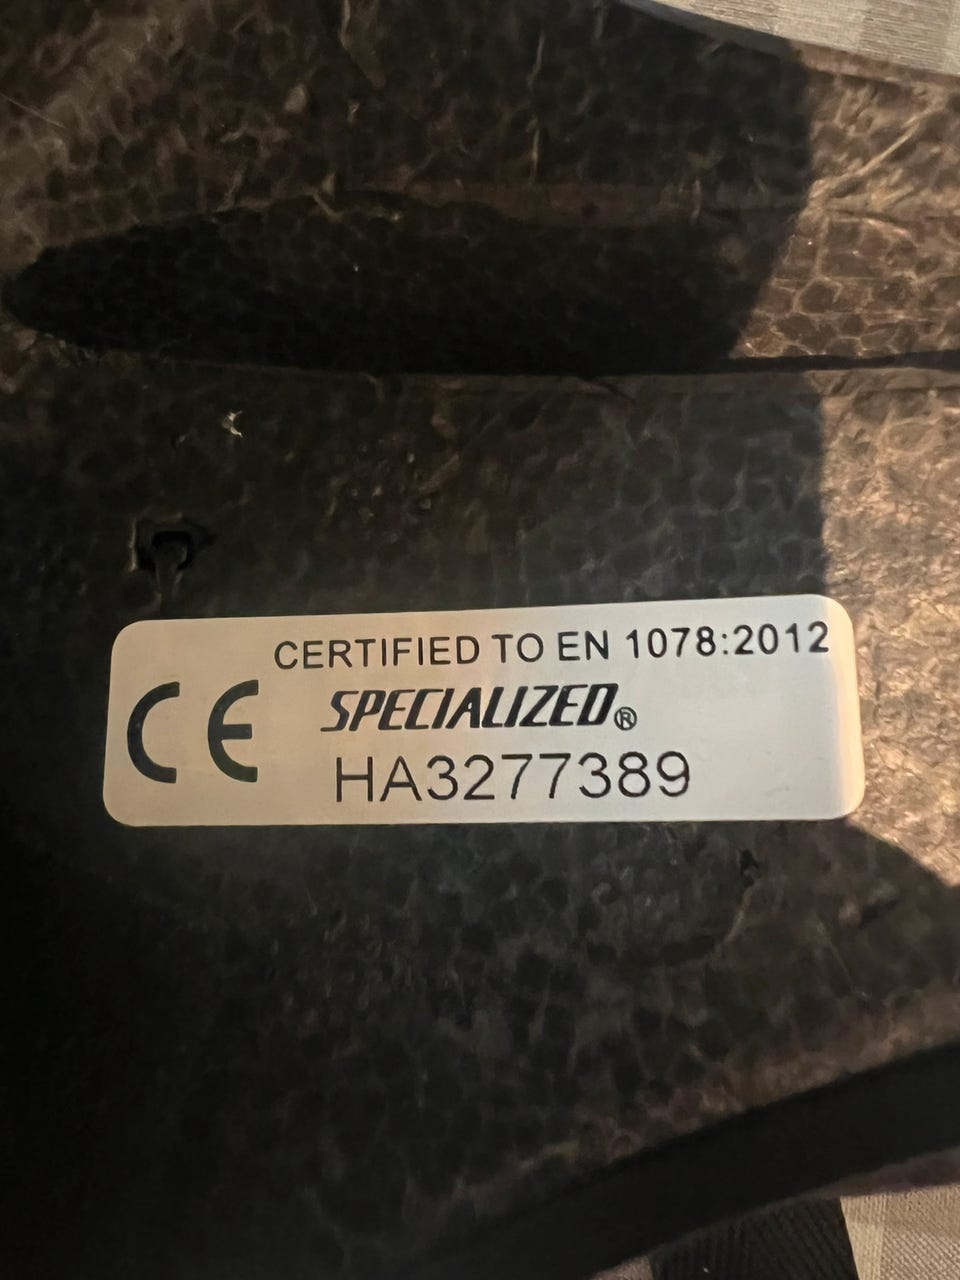 CERTIFIED TO EN 1078:2012
CE SPECIALIZED®
HA3277389